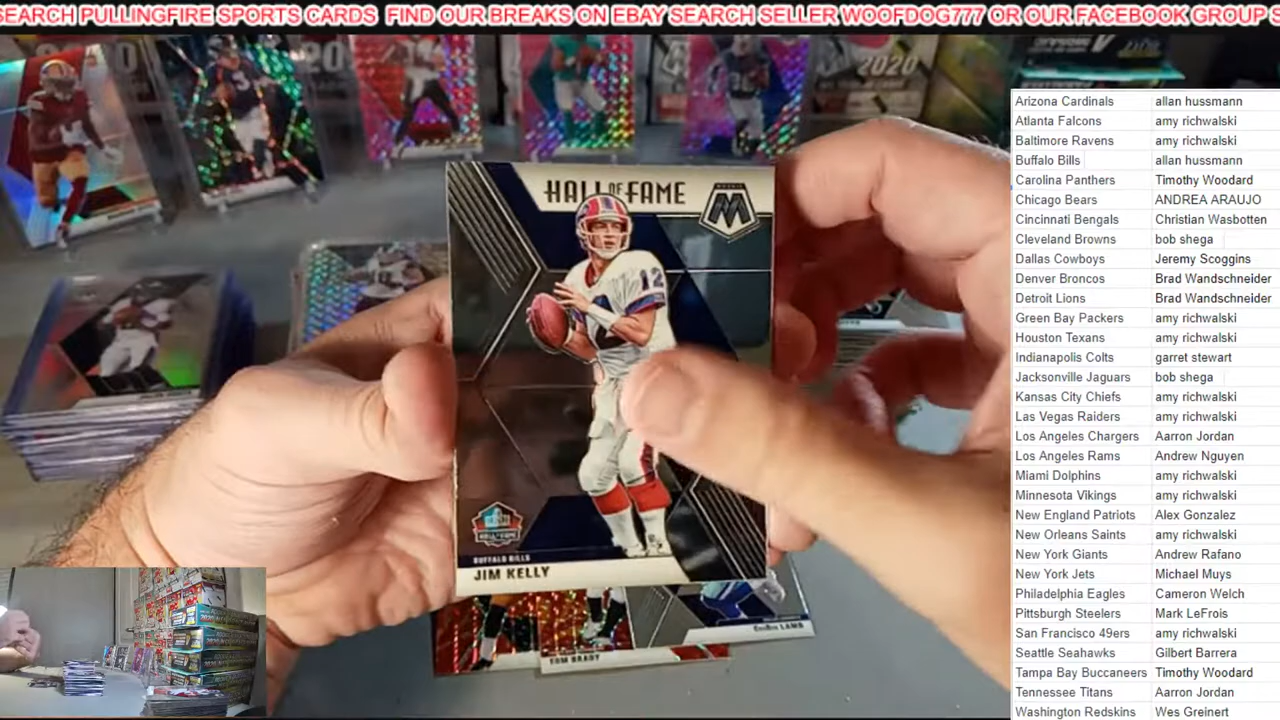 SEARCH PULLINGFIRE SPORTS CARDS FIND OUR BREAKS ON EBAY SEARCH SELLER WOOFDOG777 OR OUR FACEBOOK GROUP S
2020
HALL OF FAME
MOSAIC
12
HALL OF FAME
BUFFALO BILLS
JIM KELLY
CeeDee LAMB
TOM BRADY
Arizona Cardinals allan hussmann
Atlanta Falcons amy richwalski
Baltimore Ravens amy richwalski
Buffalo Bills allan hussmann
Carolina Panthers Timothy Woodard
Chicago Bears ANDREA ARAUJO
Cincinnati Bengals Christian Wasbotten
Cleveland Browns bob shega
Dallas Cowboys Jeremy Scoggins
Denver Broncos Brad Wandschneider
Detroit Lions Brad Wandschneider
Green Bay Packers amy richwalski
Houston Texans amy richwalski
Indianapolis Colts garret stewart
Jacksonville Jaguars bob shega
Kansas City Chiefs amy richwalski
Las Vegas Raiders amy richwalski
Los Angeles Chargers Aarron Jordan
Los Angeles Rams Andrew Nguyen
Miami Dolphins amy richwalski
Minnesota Vikings amy richwalski
New England Patriots Alex Gonzalez
New Orleans Saints amy richwalski
New York Giants Andrew Rafano
New York Jets Michael Muys
Philadelphia Eagles Cameron Welch
Pittsburgh Steelers Mark LeFrois
San Francisco 49ers amy richwalski
Seattle Seahawks Gilbert Barrera
Tampa Bay Buccaneers Timothy Woodard
Tennessee Titans Aarron Jordan
Washington Redskins Wes Greinert